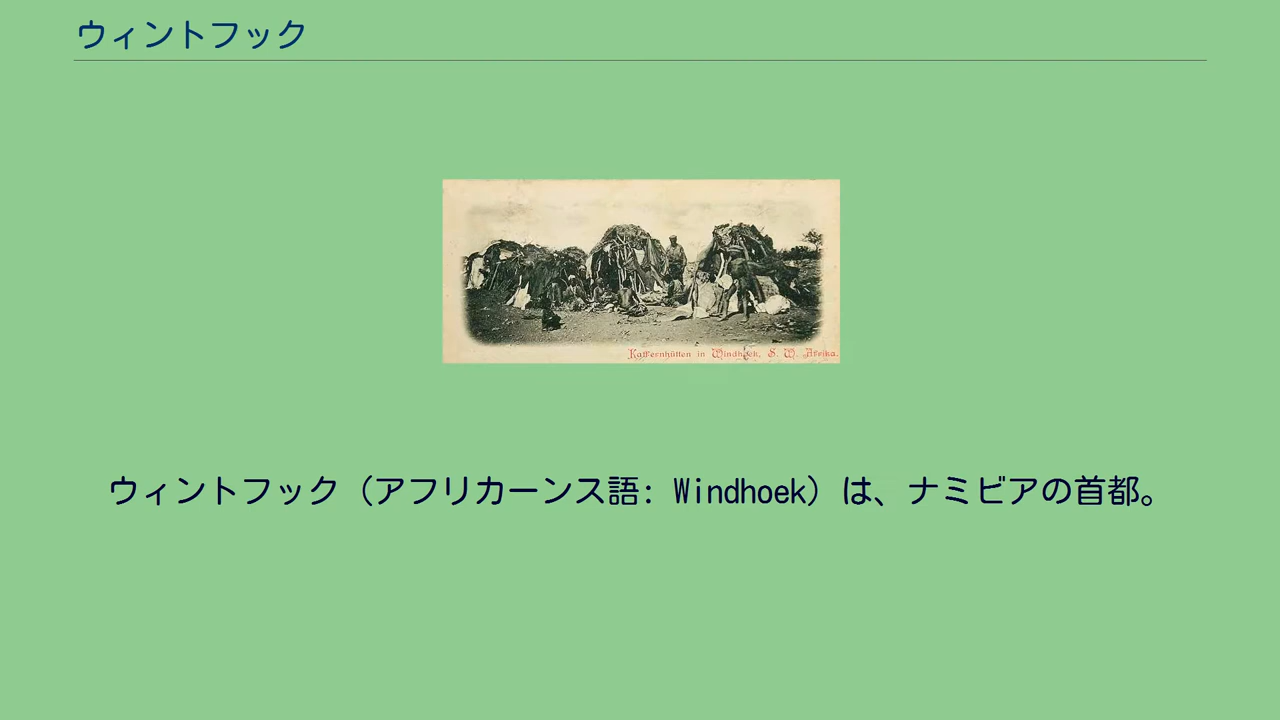 ウィントフック
Kaffernhütten in Windhoek, S. W. Afrika.
ウィントフック（アフリカーンス語: Windhoek）は、ナミビアの首都。